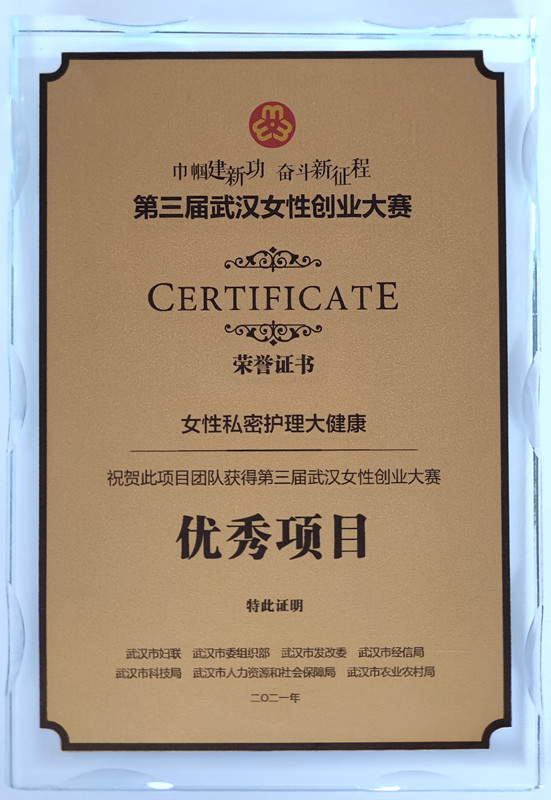 巾帼建新功 奋斗新征程
第三届武汉女性创业大赛
CERTIFICATE
荣誉证书
女性私密护理大健康
祝贺此项目团队获得第三届武汉女性创业大赛
优秀项目
特此证明
武汉市妇联 武汉市委组织部 武汉市发改委 武汉市经信局
武汉市科技局 武汉市人力资源和社会保障局 武汉市农业农村局
二〇二一年